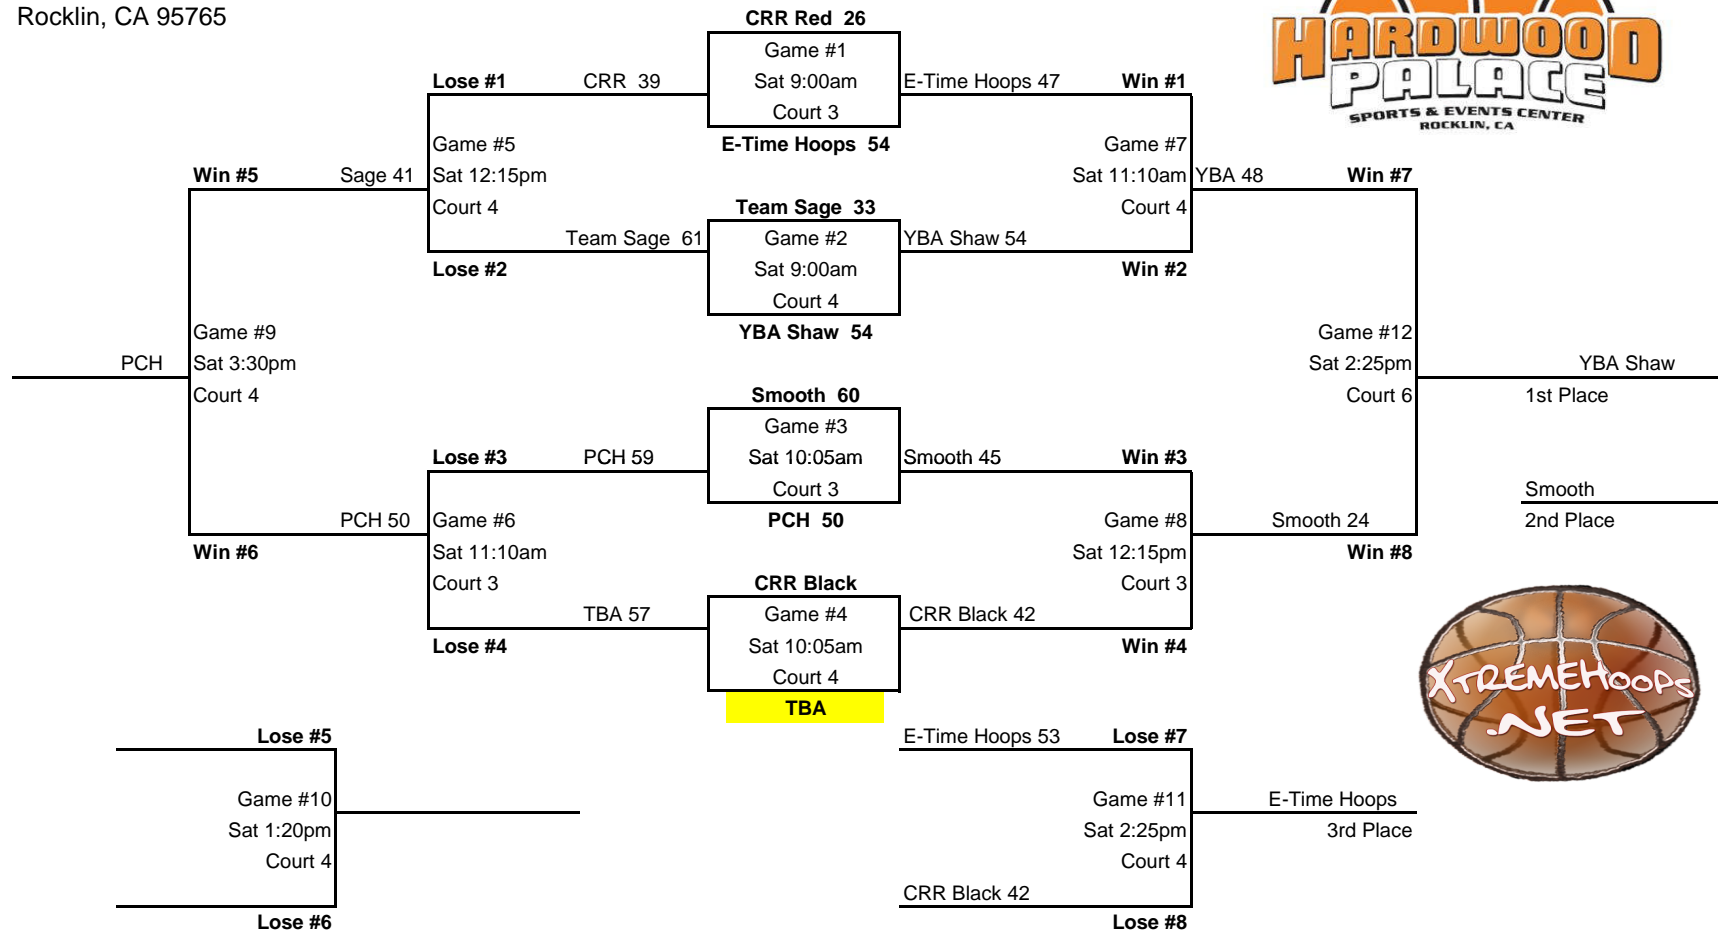 Rocklin, CA 95765
HARDWOOD
PALACE
SPORTS & EVENTS CENTER
ROCKLIN, CA
CRR Red  26
Game #1
Sat 9:00am
Court 3
E-Time Hoops  54
Lose #1
CRR  39
E-Time Hoops 47
Win #1
Game #5
Sat 12:15pm
Court 4
Game #7
Sat 11:10am
Court 4
Win #5
Sage 41
YBA 48
Win #7
Team Sage  33
Game #2
Sat 9:00am
Court 4
YBA Shaw  54
Team Sage  61
Lose #2
YBA Shaw 54
Win #2
Game #9
Sat 3:30pm
Court 4
PCH
Game #12
Sat 2:25pm
Court 6
YBA Shaw
1st Place
Smooth  60
Game #3
Sat 10:05am
Court 3
PCH  50
Lose #3
PCH 59
Smooth 45
Win #3
Smooth
2nd Place
PCH 50
Win #6
Game #6
Sat 11:10am
Court 3
Game #8
Sat 12:15pm
Court 3
Smooth 24
Win #8
CRR Black
Game #4
Sat 10:05am
Court 4
TBA
TBA 57
Lose #4
CRR Black 42
Win #4
XTREMEHOOPS
.NET
Lose #5
Game #10
Sat 1:20pm
Court 4
Lose #6
E-Time Hoops 53
Lose #7
Game #11
Sat 2:25pm
Court 4
E-Time Hoops
3rd Place
CRR Black 42
Lose #8